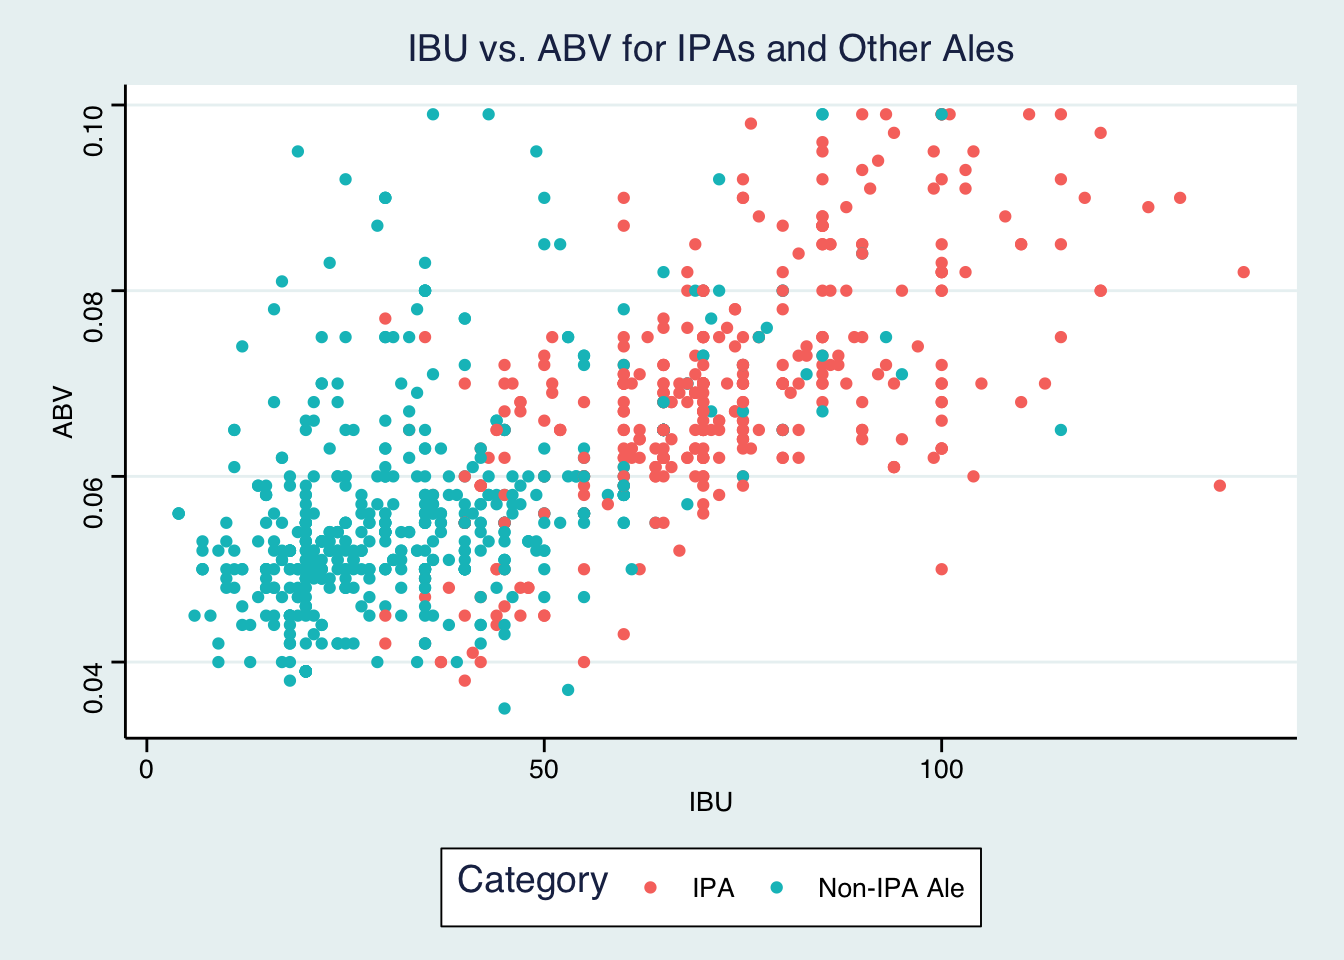 IBU vs. ABV for IPAs and Other Ales
0.10
0.08
0.06
0.04
ABV
0
50
100
IBU
Category IPA Non-IPA Ale